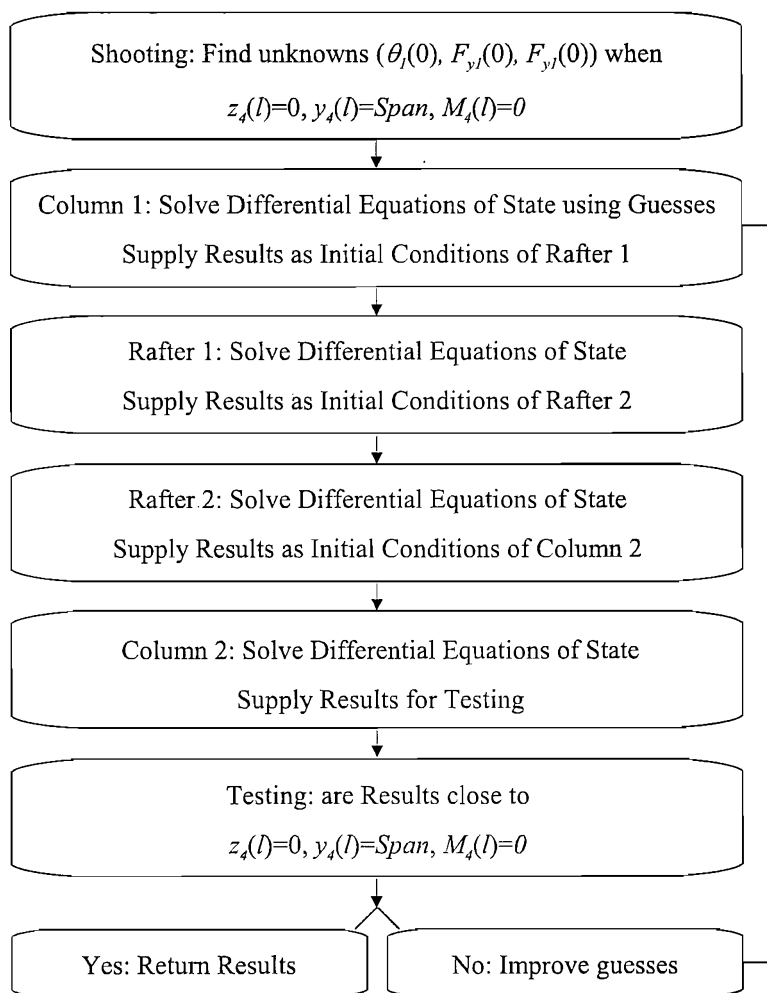 Shooting: Find unknowns (θ₁(0), Fy1(0), Fy1(0)) when
z₄(l)=0, y₄(l)=Span, M₄(l)=0
Column 1: Solve Differential Equations of State using Guesses
Supply Results as Initial Conditions of Rafter 1
Rafter 1: Solve Differential Equations of State
Supply Results as Initial Conditions of Rafter 2
Rafter 2: Solve Differential Equations of State
Supply Results as Initial Conditions of Column 2
Column 2: Solve Differential Equations of State
Supply Results for Testing
Testing: are Results close to
z₄(l)=0, y₄(l)=Span, M₄(l)=0
Yes: Return Results
No: Improve guesses